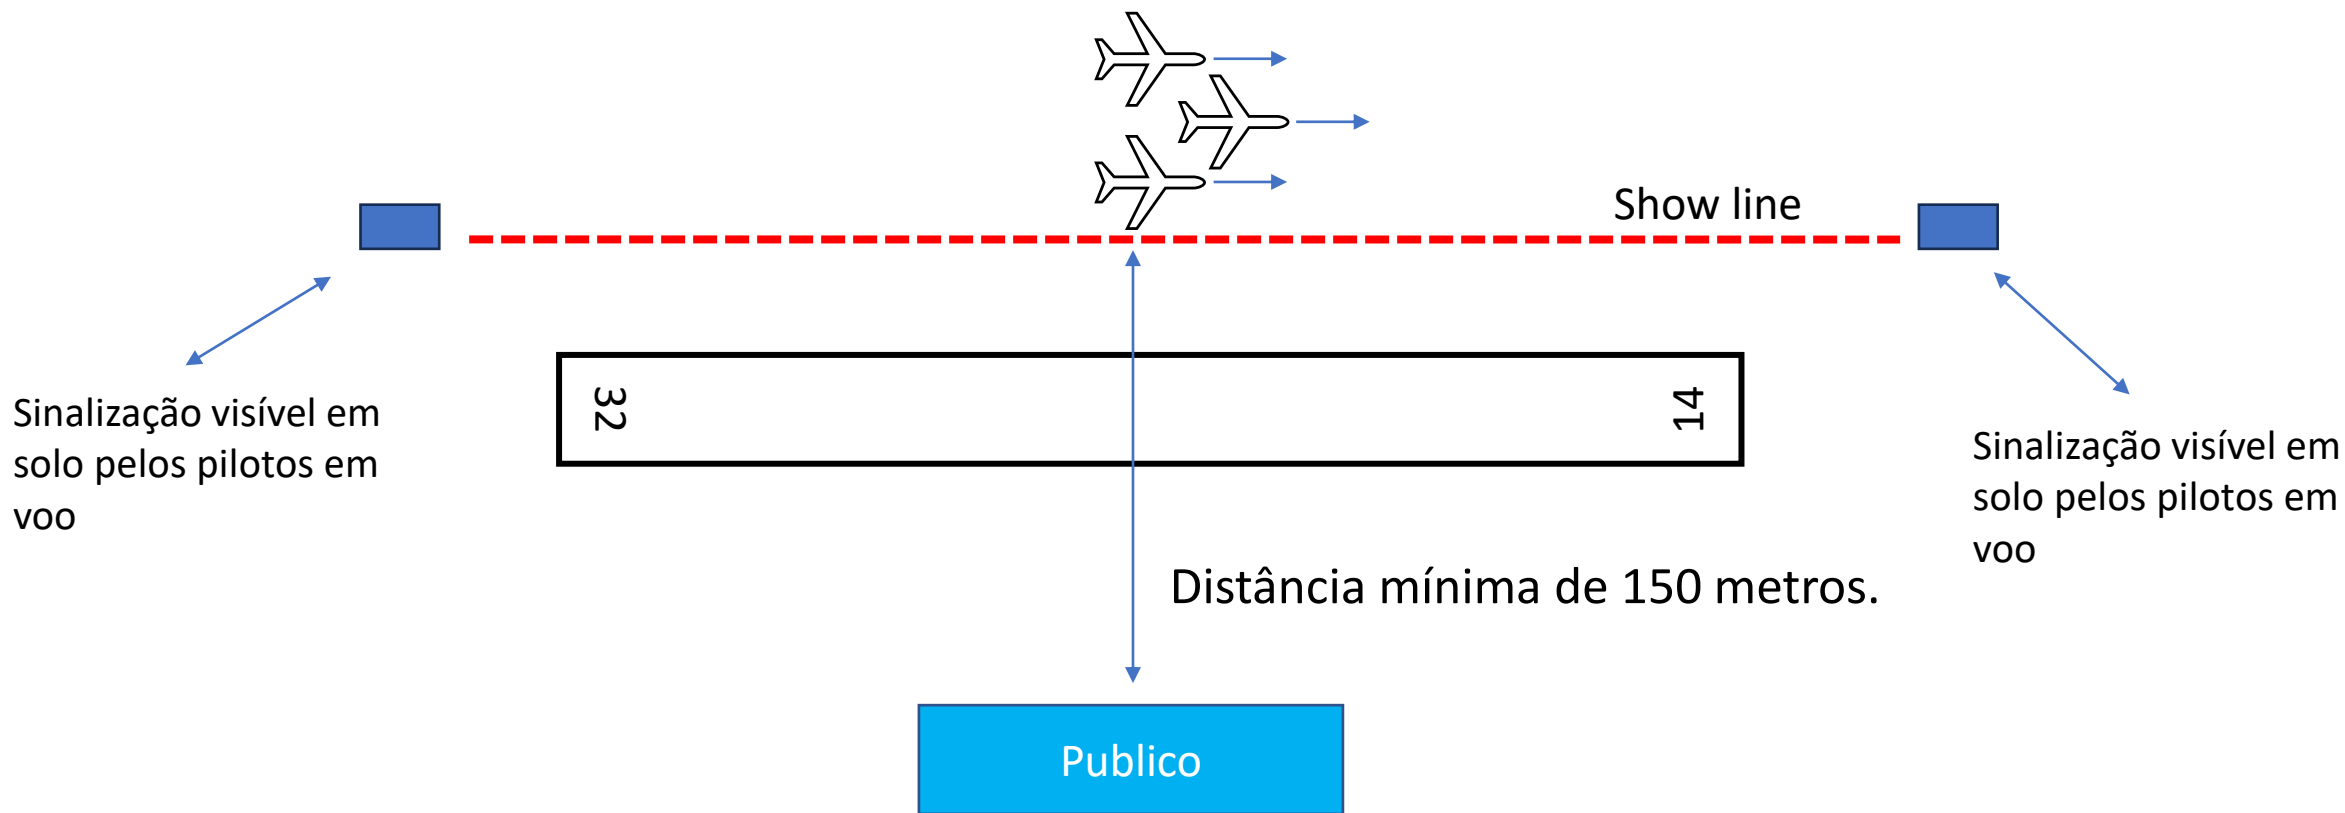 Show line
32
14
Sinalização visível em
solo pelos pilotos em
voo
Sinalização visível em
solo pelos pilotos em
voo
Distância mínima de 150 metros.
Publico